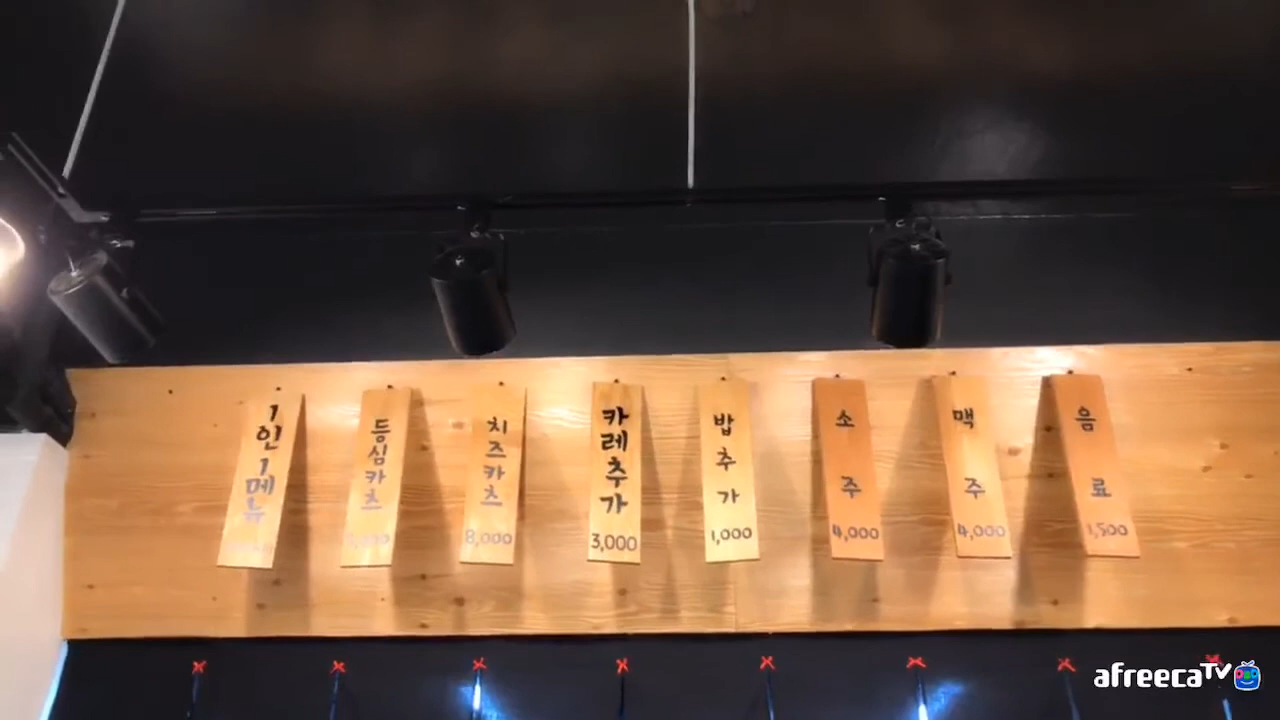 1인 1메뉴
등심카츠
치즈카츠
8,000
카레추가
3,000
밥추가
1,000
소주
4,000
맥주
4,000
음료
1,500
afreecaTV